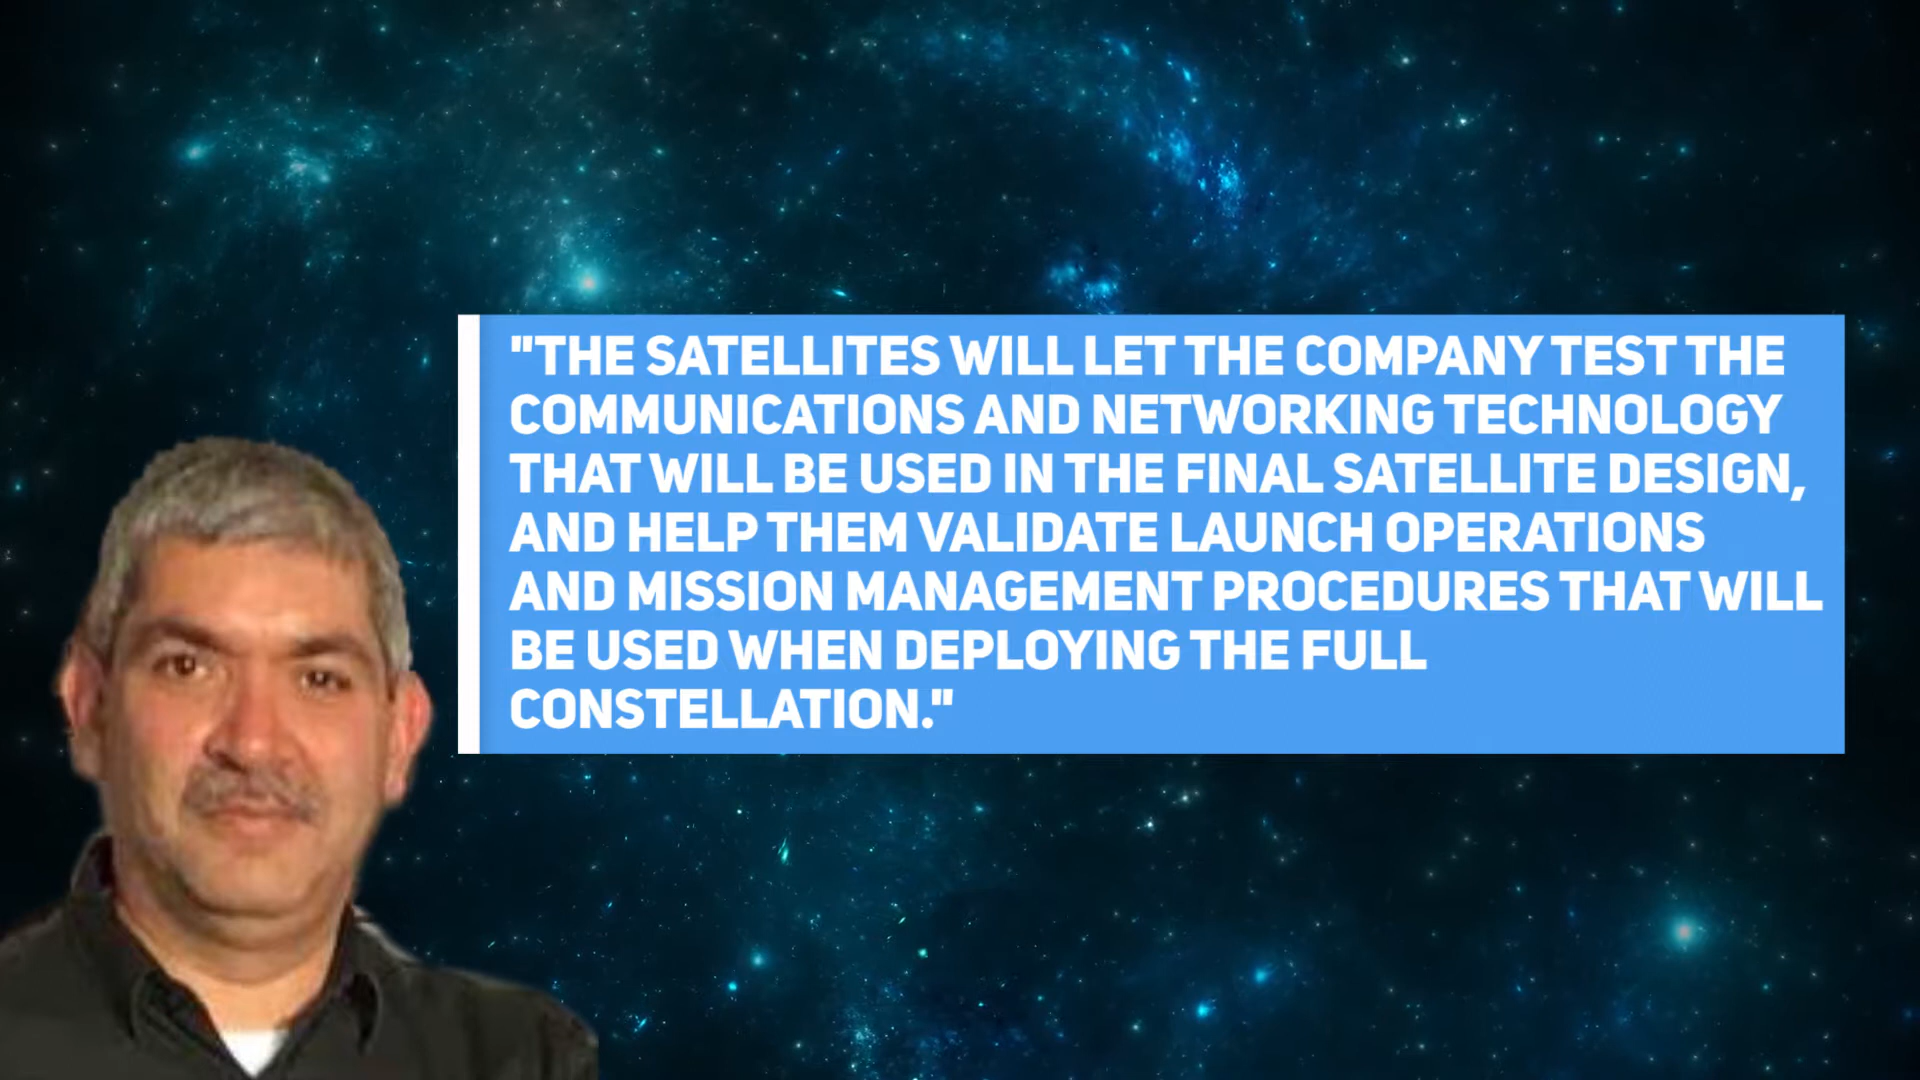 "THE SATELLITES WILL LET THE COMPANY TEST THE
COMMUNICATIONS AND NETWORKING TECHNOLOGY
THAT WILL BE USED IN THE FINAL SATELLITE DESIGN,
AND HELP THEM VALIDATE LAUNCH OPERATIONS
AND MISSION MANAGEMENT PROCEDURES THAT WILL
BE USED WHEN DEPLOYING THE FULL
CONSTELLATION."